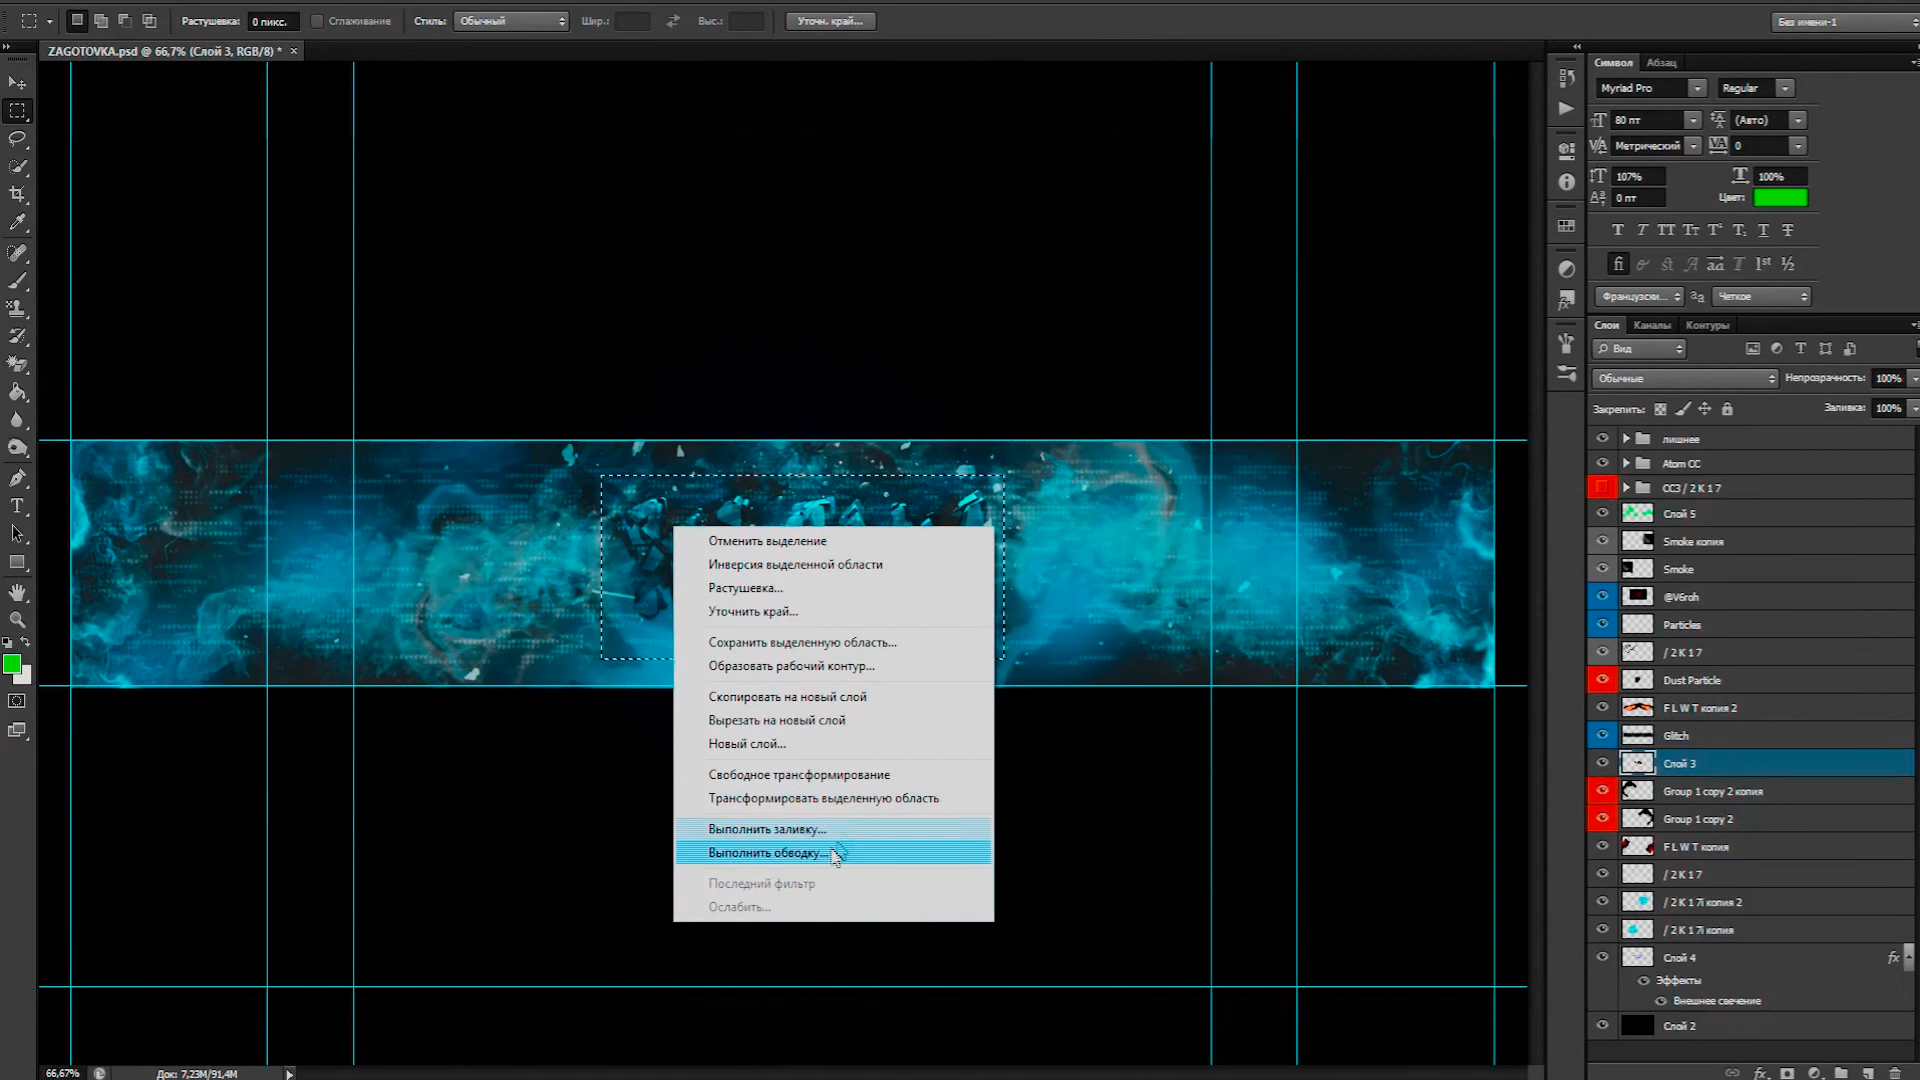 Растушевка: 0 пикс. Сглаживание Стиль: Обычный Шир.: Выс.: Уточн. край... Без имени-1
ZAGOTOVKA.psd @ 66,7% (Слой 3, RGB/8) * ×
Символ Абзац
Myriad Pro Regular
80 пт (Авто)
Метрический 0
107% 100%
0 пт Цвет:
Французски... Четкое
Слои Каналы Контуры
Вид
Обычные Непрозрачность: 100%
Закрепить: Заливка: 100%
лишнее
Atom CC
CC3 / 2 K 1 7
Слой 5
Smoke копия
Smoke
@V6roh
Particles
/ 2 K 1 7
Dust Particle
F L W T копия 2
Glitch
Слой 3
Group 1 copy 2 копия
Group 1 copy 2
F L W T копия
/ 2 K 1 7
/ 2 K 1 7i копия 2
/ 2 K 1 7i копия
Слой 4 fx
Эффекты
Внешнее свечение
Слой 2
Отменить выделение
Инверсия выделенной области
Растушевка...
Уточнить край...
Сохранить выделенную область...
Образовать рабочий контур...
Скопировать на новый слой
Вырезать на новый слой
Новый слой...
Свободное трансформирование
Трансформировать выделенную область
Выполнить заливку...
Выполнить обводку...
Последний фильтр
Ослабить...
66,67% Док: 7,23M/91,4M